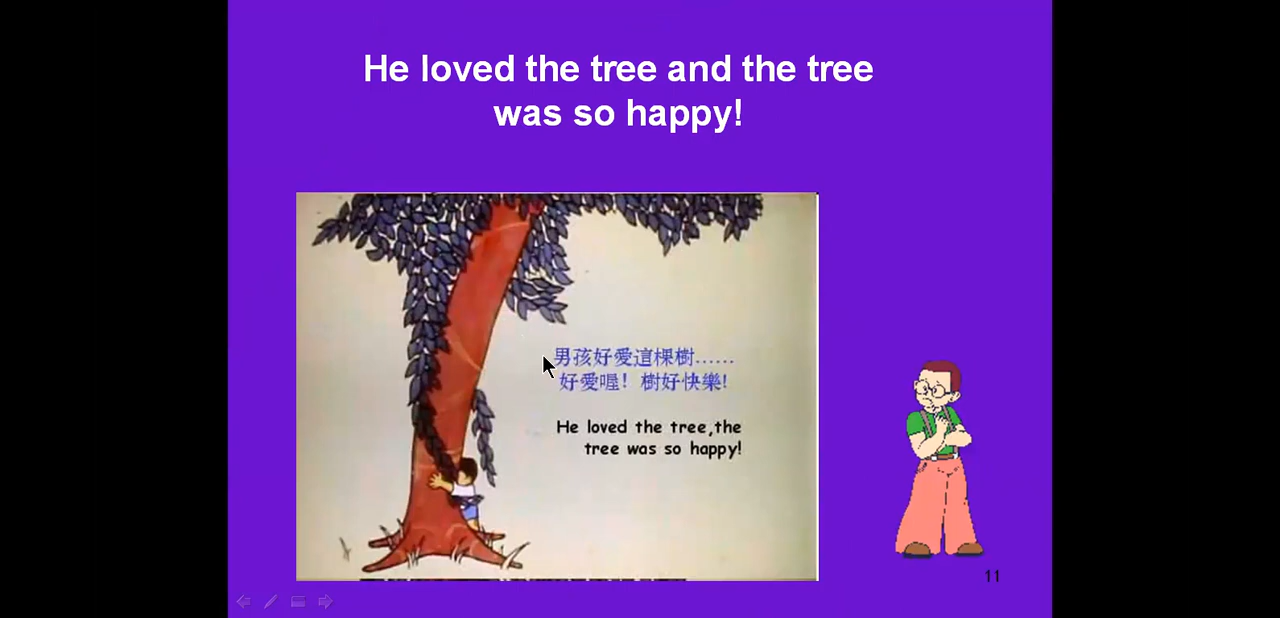 He loved the tree and the tree
was so happy!
男孩好愛這棵樹……
好愛喔！樹好快樂!
He loved the tree,the
tree was so happy!
11